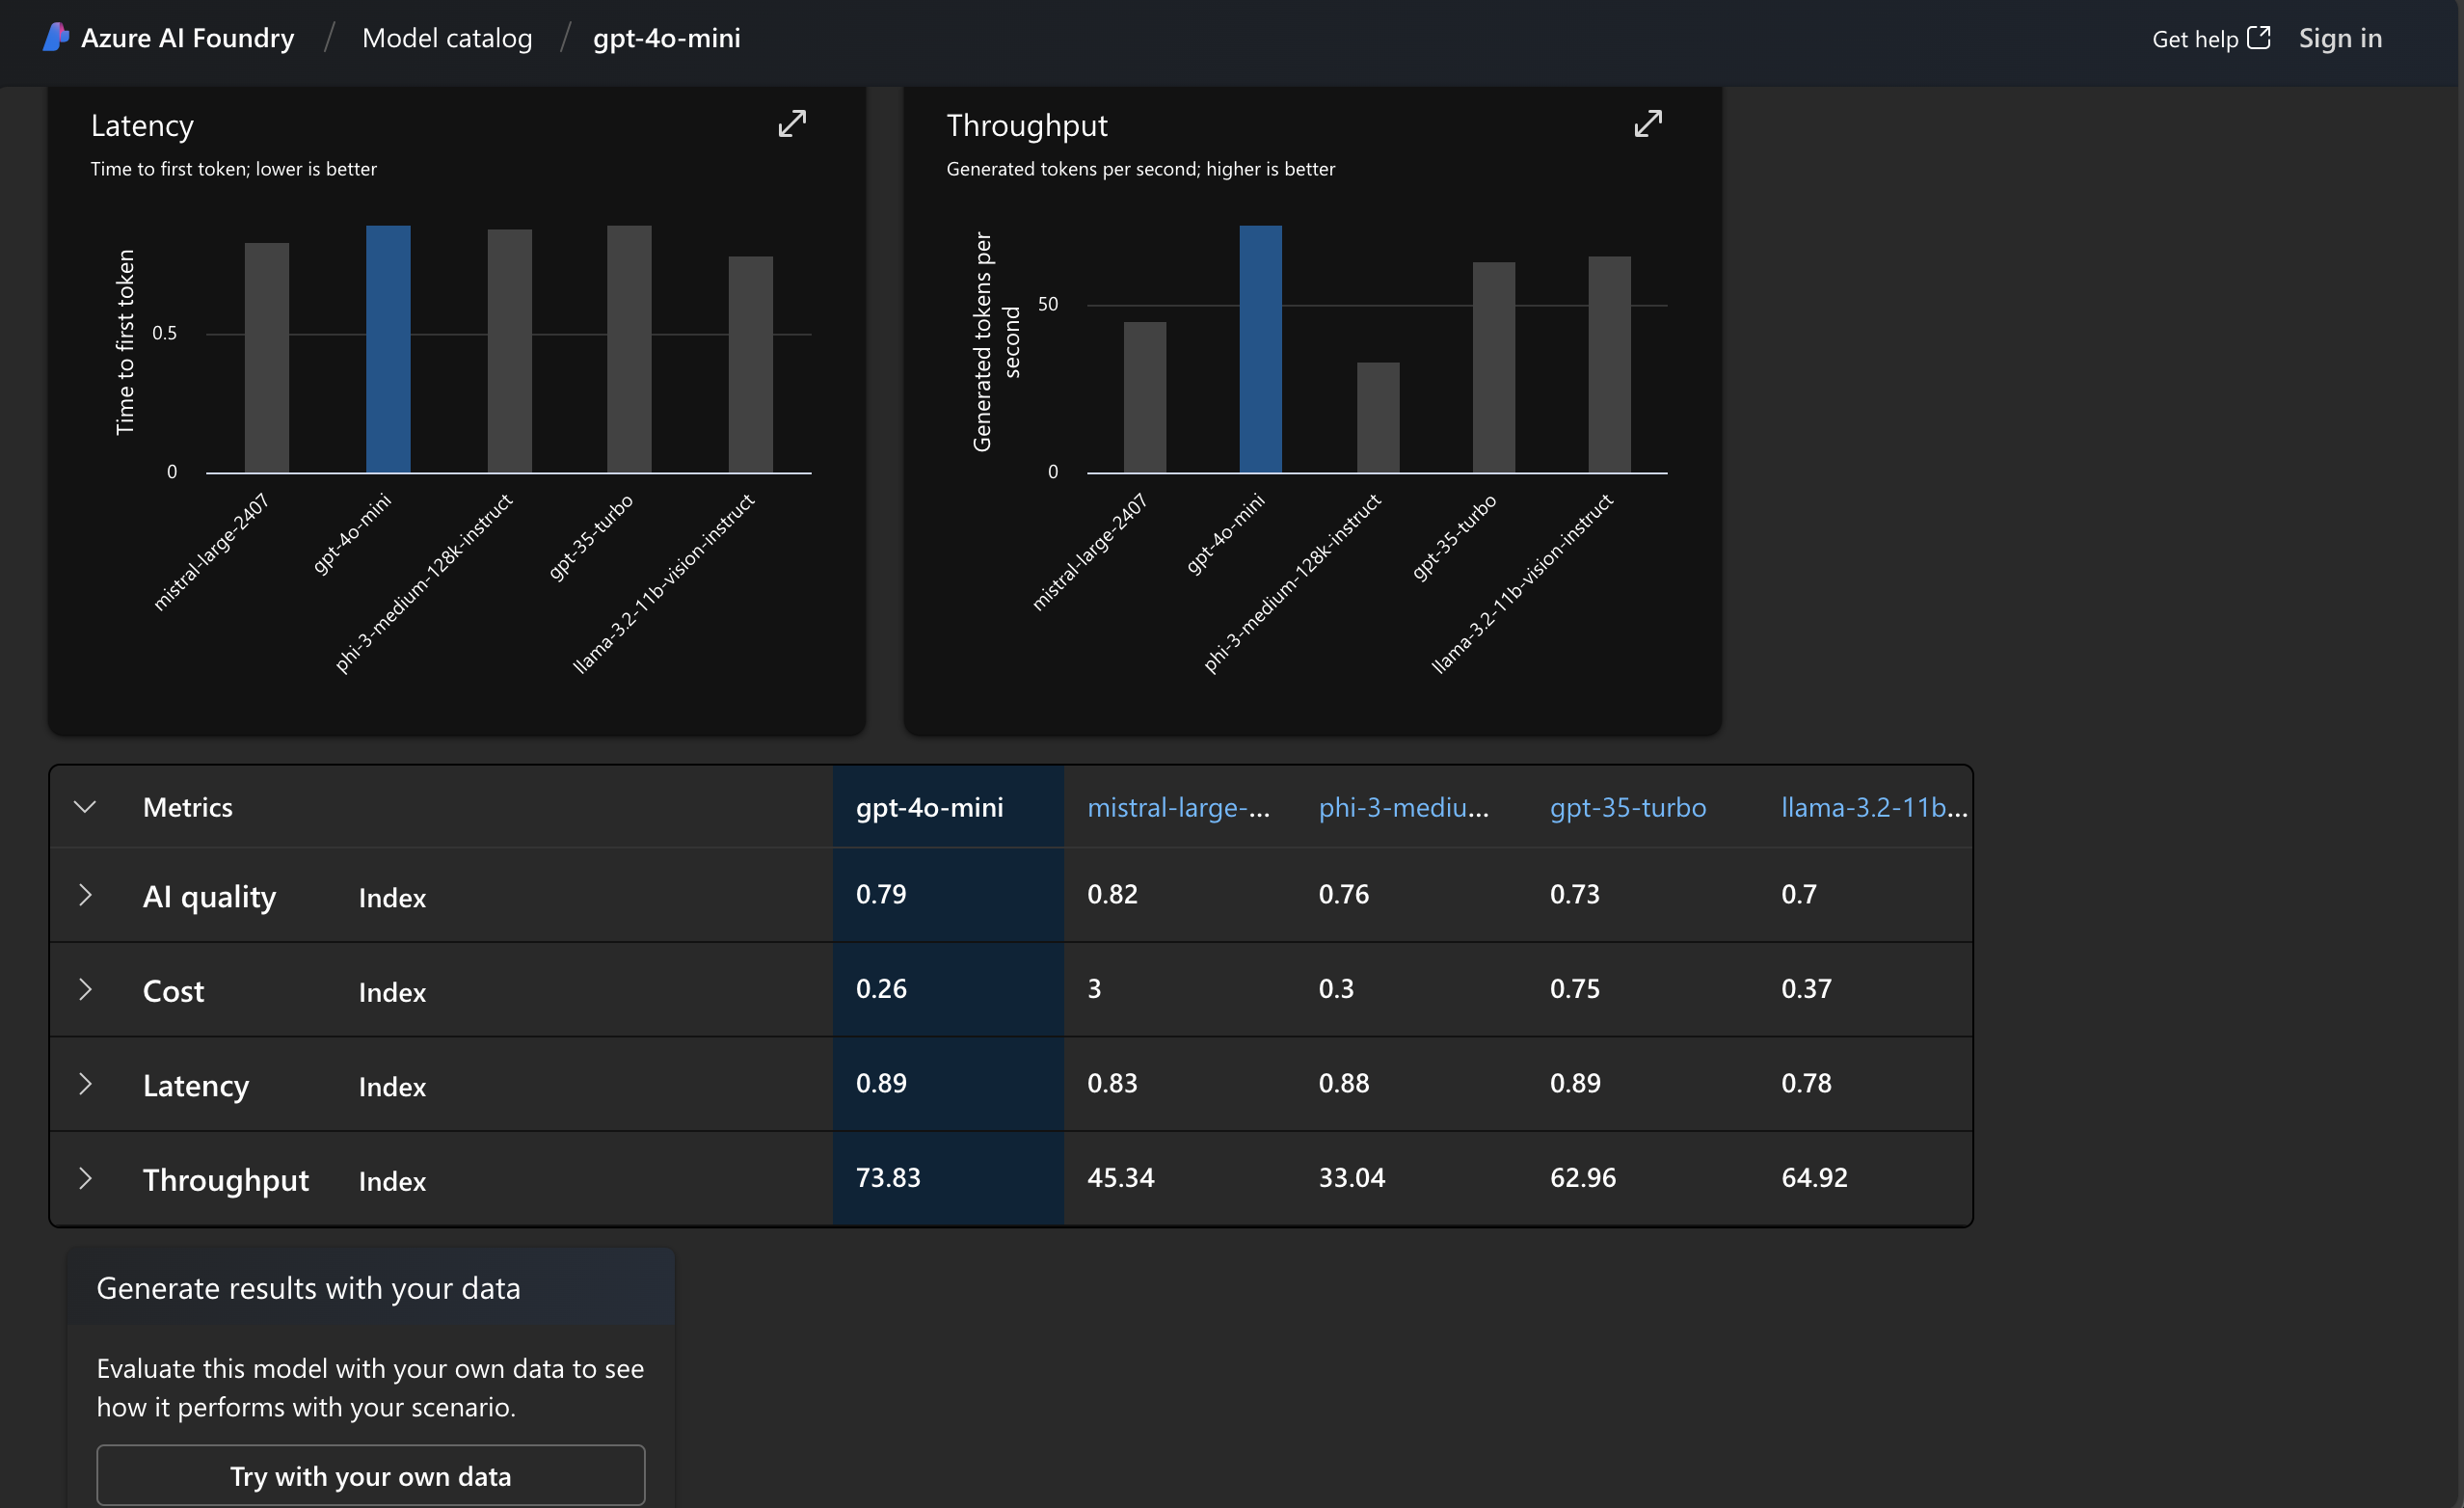 Azure AI Foundry / Model catalog / gpt-4o-mini
Get help Sign in
Latency
Time to first token; lower is better
Time to first token
0.5
0
mistral-large-2407
gpt-4o-mini
phi-3-medium-128k-instruct
gpt-35-turbo
llama-3.2-11b-vision-instruct
Throughput
Generated tokens per second; higher is better
Generated tokens per
second
50
0
mistral-large-2407
gpt-4o-mini
phi-3-medium-128k-instruct
gpt-35-turbo
llama-3.2-11b-vision-instruct
Metrics gpt-4o-mini mistral-large-... phi-3-mediu... gpt-35-turbo llama-3.2-11b...
AI quality Index 0.79 0.82 0.76 0.73 0.7
Cost Index 0.26 3 0.3 0.75 0.37
Latency Index 0.89 0.83 0.88 0.89 0.78
Throughput Index 73.83 45.34 33.04 62.96 64.92
Generate results with your data
Evaluate this model with your own data to see
how it performs with your scenario.
Try with your own data